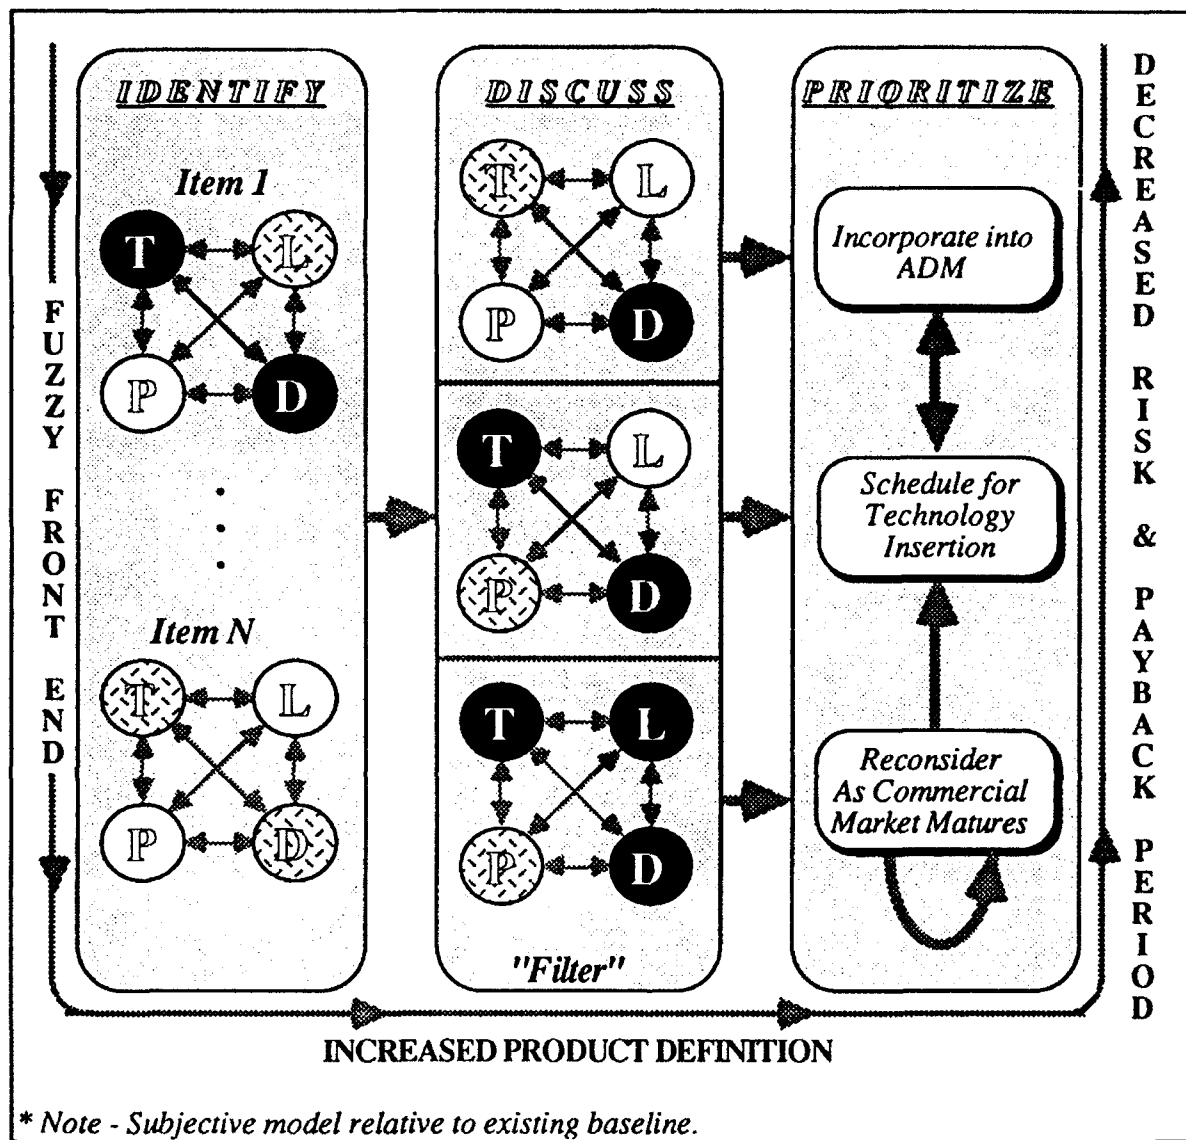 FUZZY FRONT END
IDENTIFY
Item 1
T
L
P
D
Item N
T
L
P
D
DISCUSS
T
L
P
D
T
L
P
D
T
L
P
D
"Filter"
PRIORITIZE
Incorporate into
ADM
Schedule for
Technology
Insertion
Reconsider
As Commercial
Market Matures
DECREASED RISK & PAYBACK PERIOD
INCREASED PRODUCT DEFINITION
* Note - Subjective model relative to existing baseline.